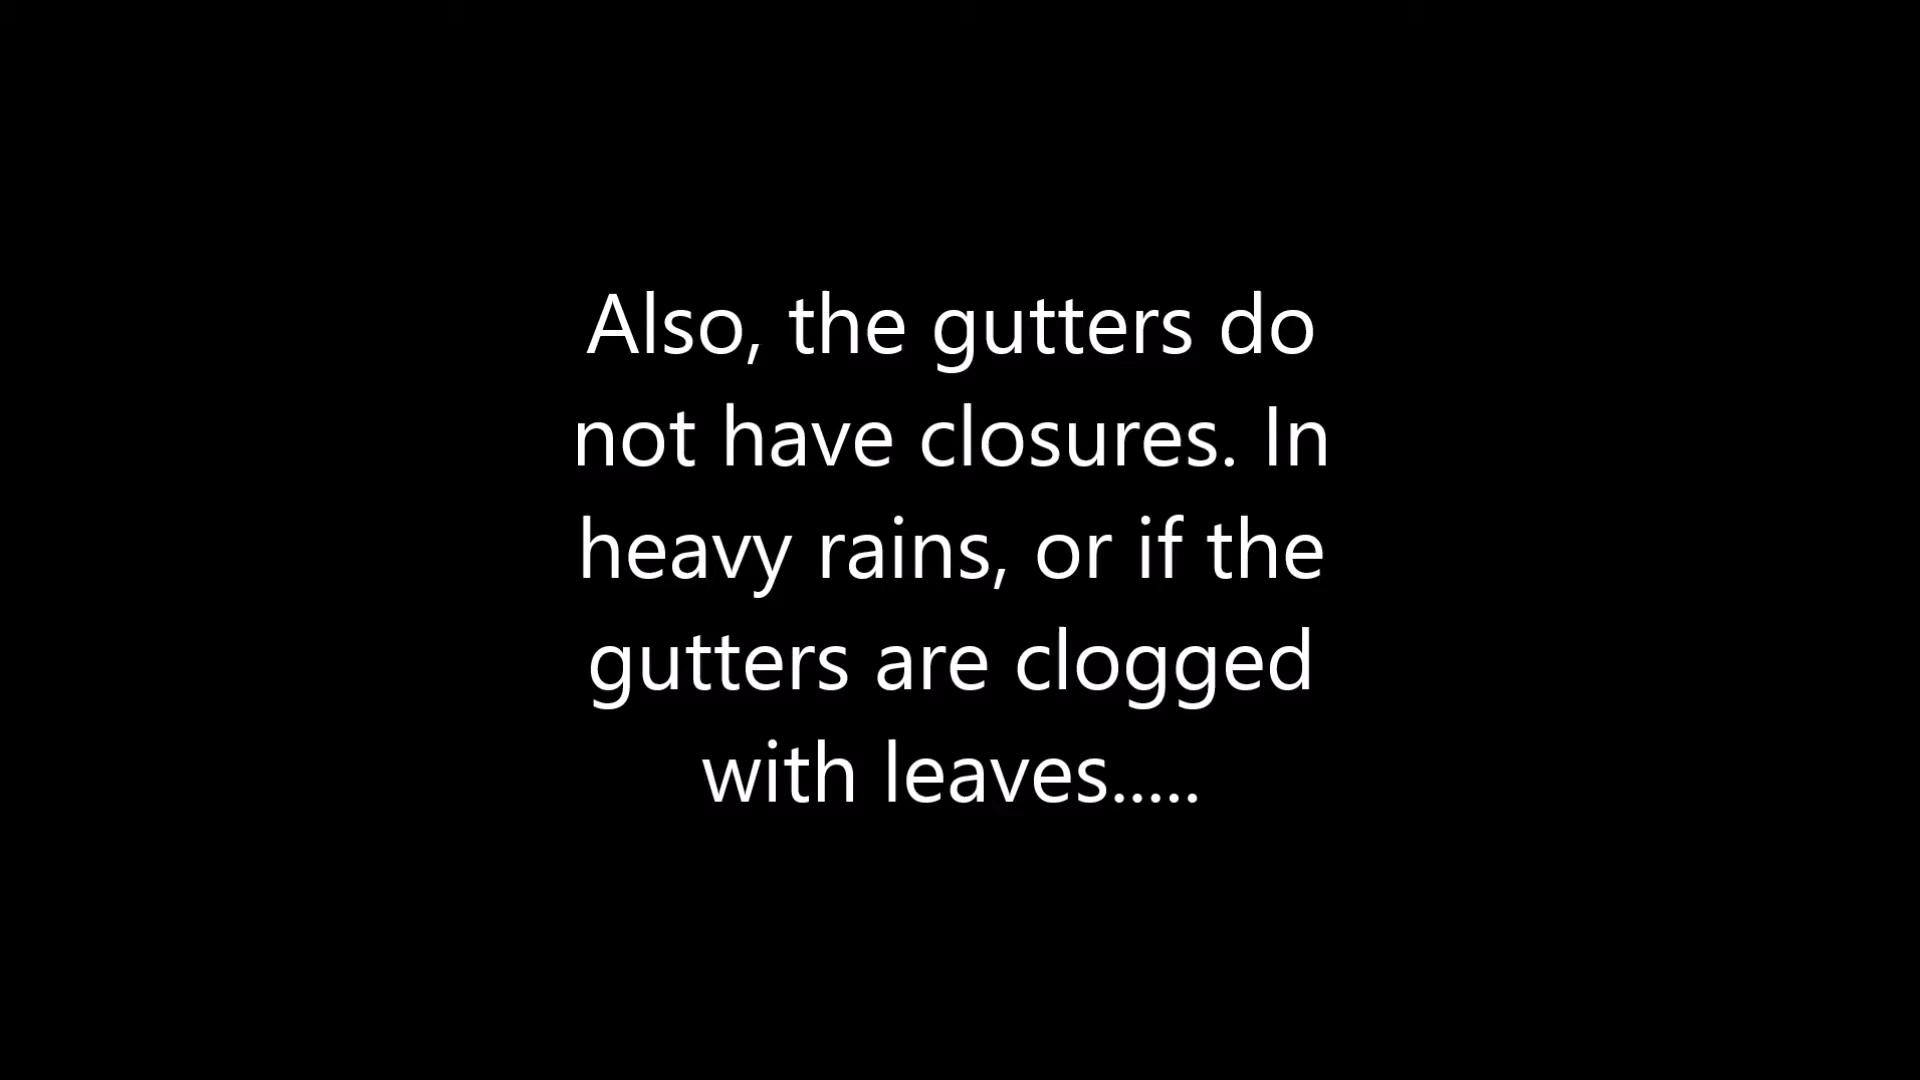 Also, the gutters do
not have closures. In
heavy rains, or if the
gutters are clogged
with leaves.....